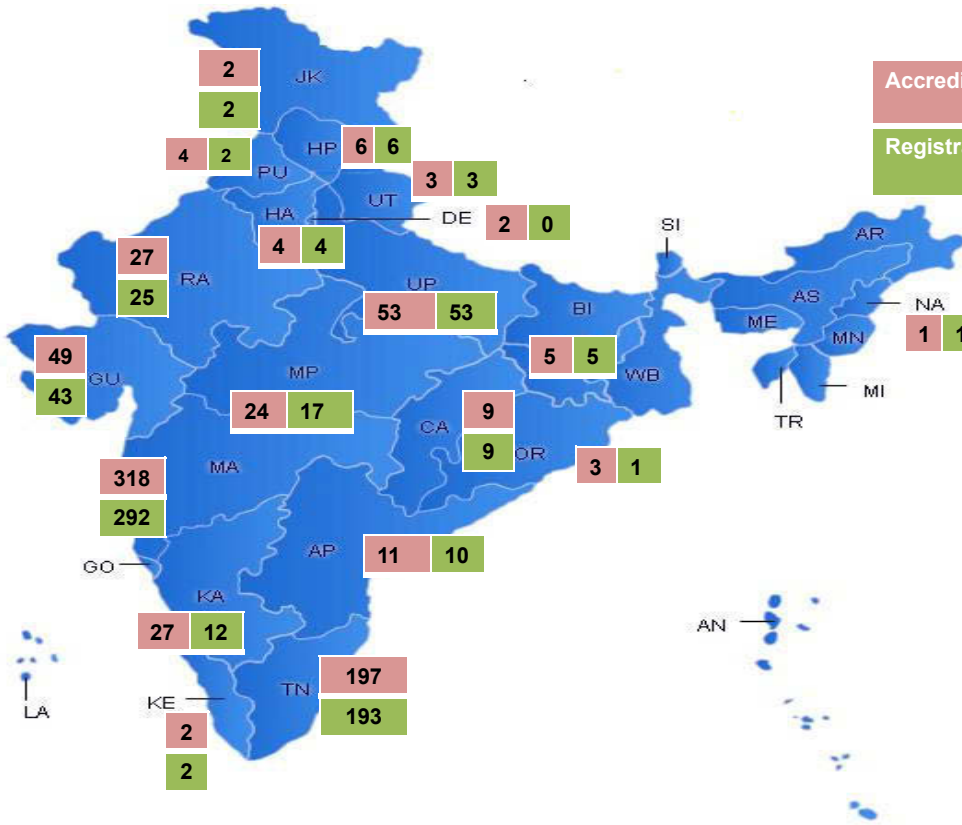 2
JK
2
Accredi
4 2
HP
6 6
Registra
PU
3 3
UT
HA
DE
2 0
SI
4 4
AR
27
RA
25
UP
AS
NA
53 53
BI
ME
MN
1 1
49
GU
43
MP
5 5
WB
MI
TR
24 17
CA
9
9
OR
MA
3 1
318
292
AP
11 10
GO
KA
27 12
AN
197
TN
193
KE
LA
2
2